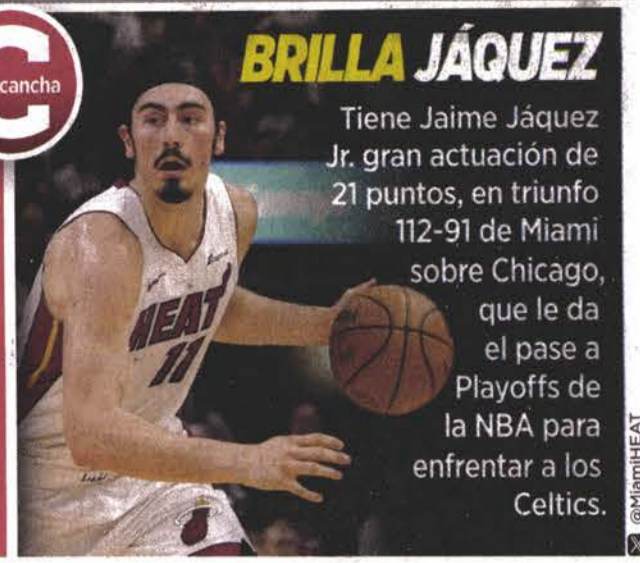 cancha
C
BRILLA JÁQUEZ
Tiene Jaime Jáquez
Jr. gran actuación de
21 puntos, en triunfo
112-91 de Miami
sobre Chicago,
que le da
el pase a
Playoffs de
la NBA para
enfrentar a los
Celtics.
HEAT
11
X @MiamiHEAT